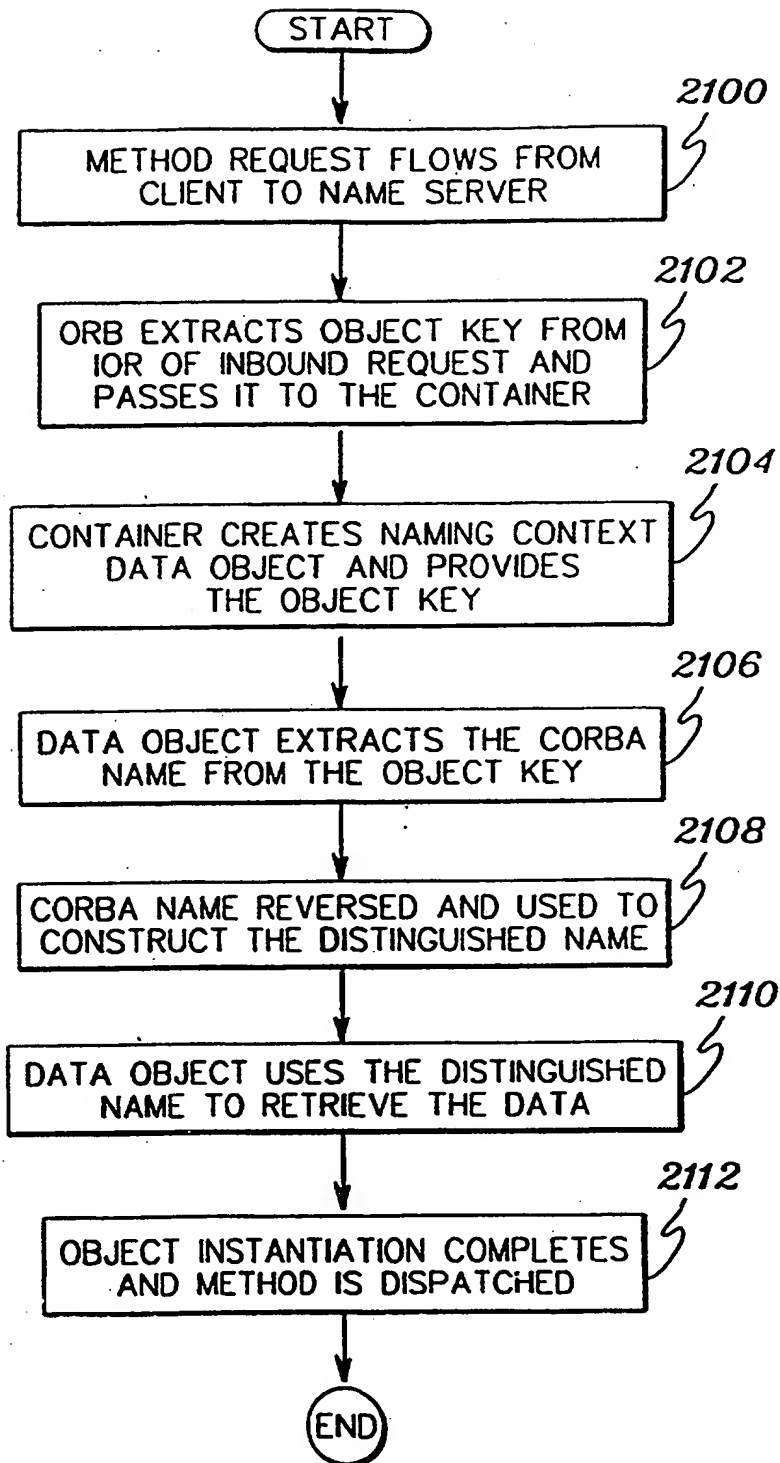 START
2100
METHOD REQUEST FLOWS FROM
CLIENT TO NAME SERVER
2102
ORB EXTRACTS OBJECT KEY FROM
IOR OF INBOUND REQUEST AND
PASSES IT TO THE CONTAINER
2104
CONTAINER CREATES NAMING CONTEXT
DATA OBJECT AND PROVIDES
THE OBJECT KEY
2106
DATA OBJECT EXTRACTS THE CORBA
NAME FROM THE OBJECT KEY
2108
CORBA NAME REVERSED AND USED TO
CONSTRUCT THE DISTINGUISHED NAME
2110
DATA OBJECT USES THE DISTINGUISHED
NAME TO RETRIEVE THE DATA
2112
OBJECT INSTANTIATION COMPLETES
AND METHOD IS DISPATCHED
END